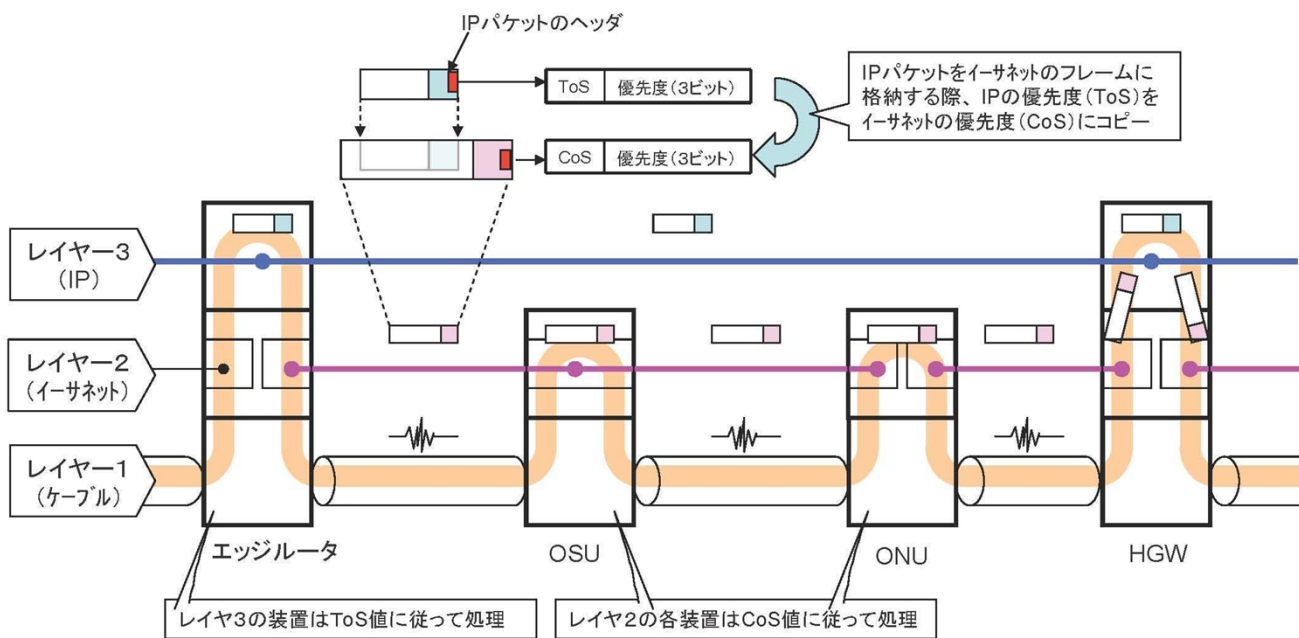 IPパケットのヘッダ
ToS 優先度(3ビット)
CoS 優先度(3ビット)
IPパケットをイーサネットのフレームに
格納する際、IPの優先度(ToS)を
イーサネットの優先度(CoS)にコピー
レイヤー3
(IP)
レイヤー2
(イーサネット)
レイヤー1
(ケーブル)
エッジルータ
OSU
ONU
HGW
レイヤ3の装置はToS値に従って処理
レイヤ2の各装置はCoS値に従って処理